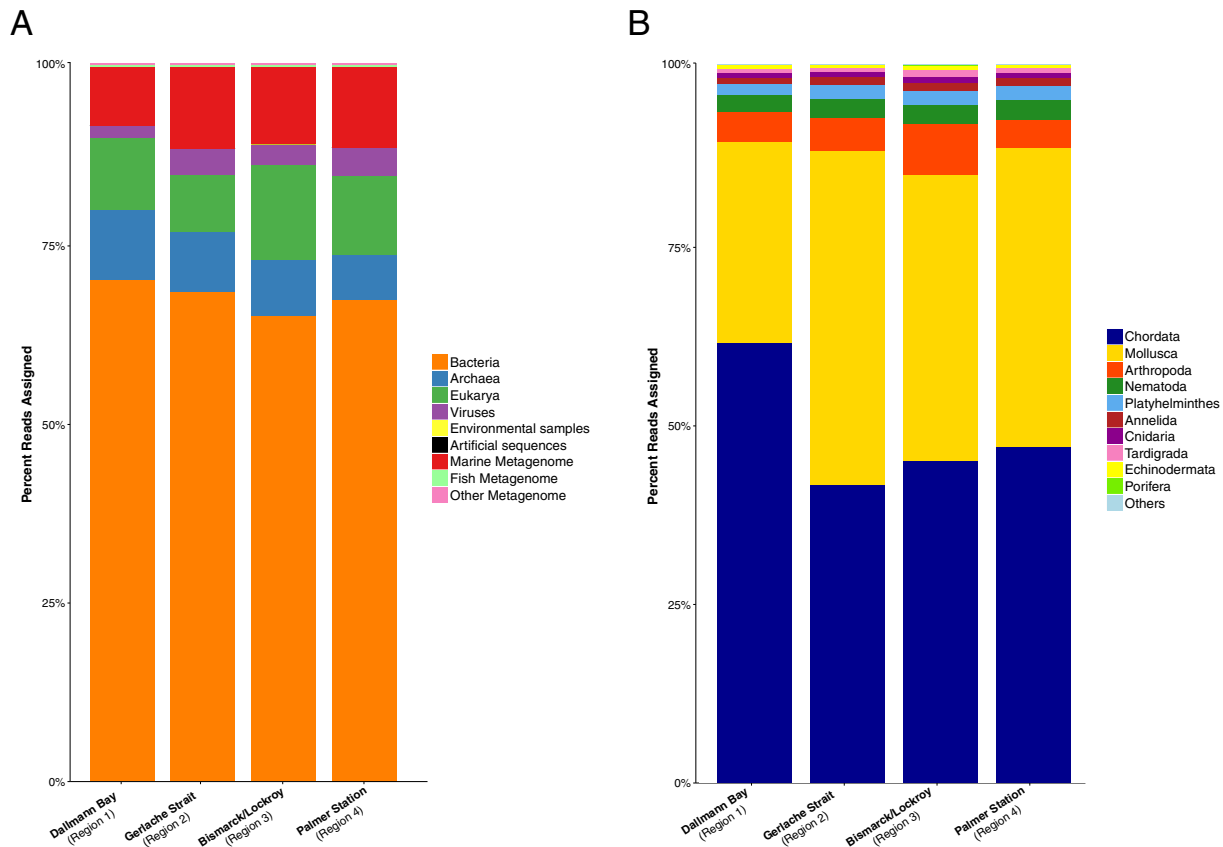 A
Percent Reads Assigned
100%
75%
50%
25%
0%
Dallmann Bay
(Region 1)
Gerlache Strait
(Region 2)
Bismarck/Lockroy
(Region 3)
Palmer Station
(Region 4)
Bacteria
Archaea
Eukarya
Viruses
Environmental samples
Artificial sequences
Marine Metagenome
Fish Metagenome
Other Metagenome
B
Percent Reads Assigned
100%
75%
50%
25%
0%
Dallmann Bay
(Region 1)
Gerlache Strait
(Region 2)
Bismarck/Lockroy
(Region 3)
Palmer Station
(Region 4)
Chordata
Mollusca
Arthropoda
Nematoda
Platyhelminthes
Annelida
Cnidaria
Tardigrada
Echinodermata
Porifera
Others